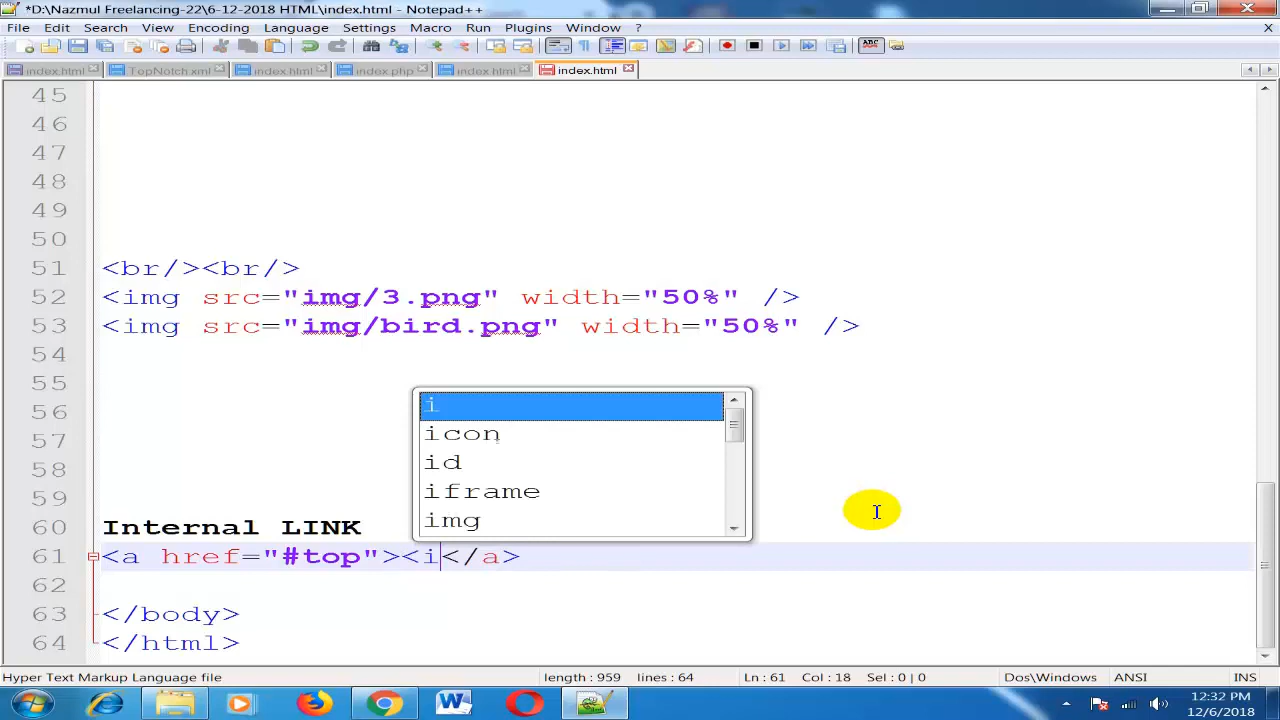 *D:\Nazmul Freelancing-22\6-12-2018 HTML\index.html - Notepad++
File Edit Search View Encoding Language Settings Macro Run Plugins Window ?
X
index.html TopNotch.xml index.html index.php index.html index.html
45
46
47
48
49
50
51 <br/><br/>
52 <img src="img/3.png" width="50%" />
53 <img src="img/bird.png" width="50%" />
54
55
56
57
58
59
60 Internal LINK
61 <a href="#top"><i</a>
62
63 </body>
64 </html>
i
icon
id
iframe
img
Hyper Text Markup Language file length : 959 lines : 64 Ln : 61 Col : 18 Sel : 0 | 0 Dos\Windows ANSI INS
12:32 PM
12/6/2018